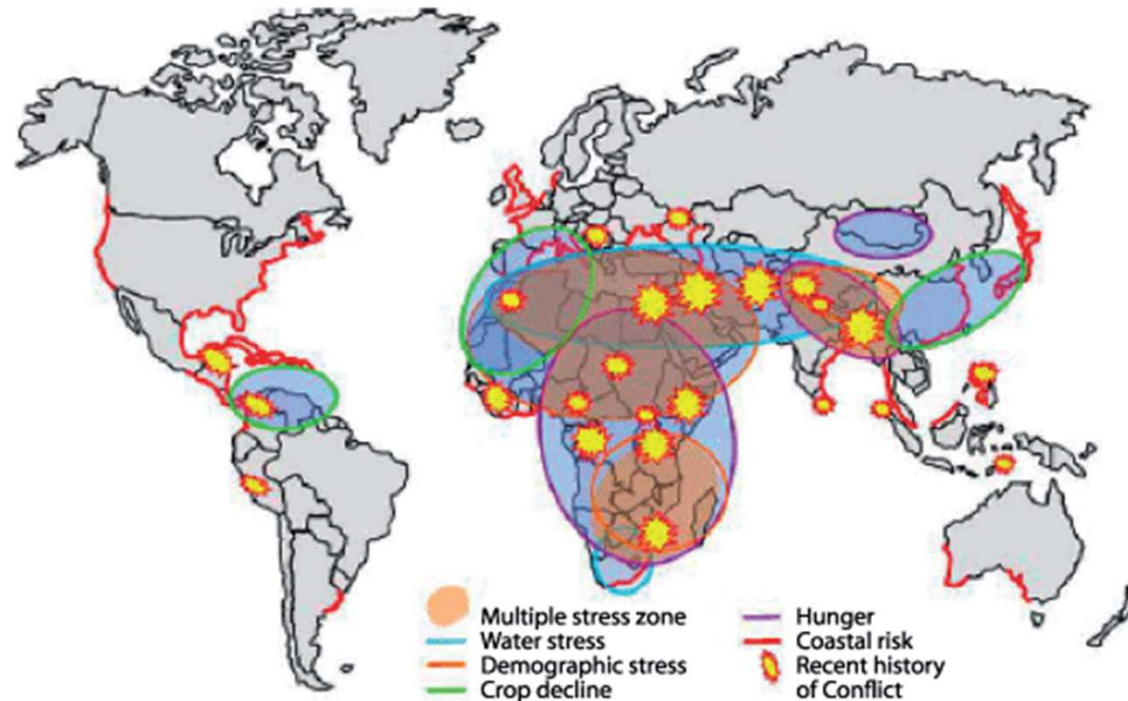 Multiple stress zone
Water stress
Demographic stress
Crop decline
Hunger
Coastal risk
Recent history
of Conflict